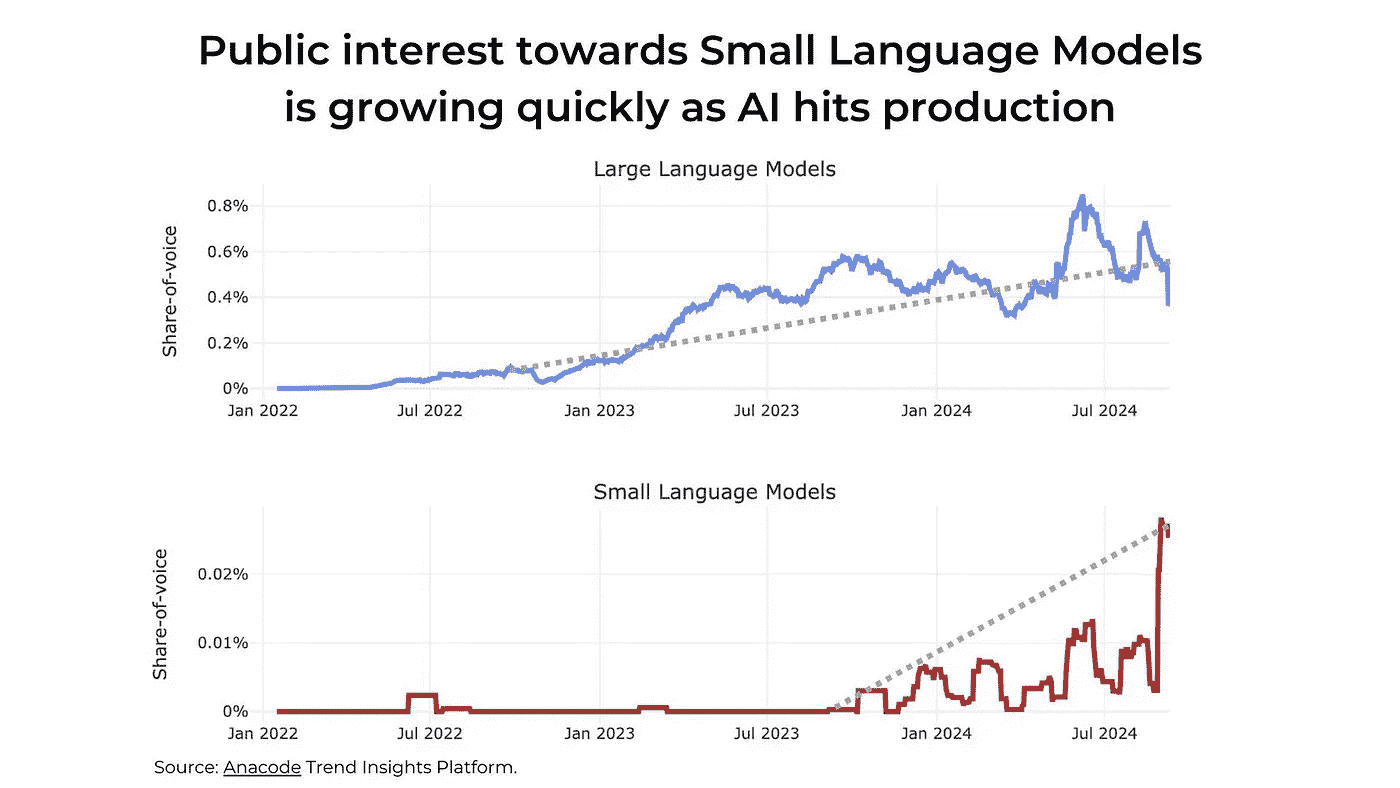 Public interest towards Small Language Models
is growing quickly as AI hits production
Large Language Models
Share-of-voice
0.8%
0.6%
0.4%
0.2%
0%
Jan 2022 Jul 2022 Jan 2023 Jul 2023 Jan 2024 Jul 2024
Small Language Models
Share-of-voice
0.02%
0.01%
0%
Jan 2022 Jul 2022 Jan 2023 Jul 2023 Jan 2024 Jul 2024
Source: Anacode Trend Insights Platform.